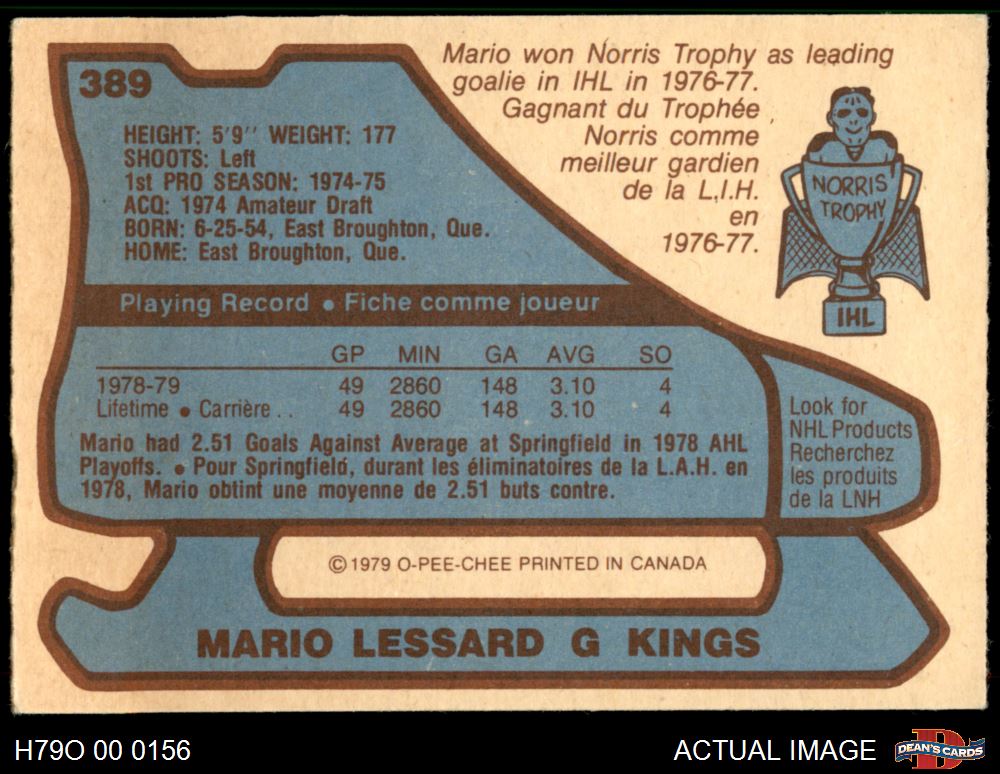 389
HEIGHT: 5'9'' WEIGHT: 177
SHOOTS: Left
1st PRO SEASON: 1974-75
ACQ: 1974 Amateur Draft
BORN: 6-25-54, East Broughton, Que.
HOME: East Broughton, Que.
Mario won Norris Trophy as leading
goalie in IHL in 1976-77.
Gagnant du Trophée
Norris comme
meilleur gardien
de la L.I.H.
en
1976-77.
NORRIS
TROPHY
IHL
Playing Record • Fiche comme joueur
GP MIN GA AVG SO
1978-79 49 2860 148 3.10 4
Lifetime • Carrière . . 49 2860 148 3.10 4
Mario had 2.51 Goals Against Average at Springfield in 1978 AHL
Playoffs. • Pour Springfield, durant les éliminatoires de la L.A.H. en
1978, Mario obtint une moyenne de 2.51 buts contre.
Look for
NHL Products
Recherchez
les produits
de la LNH
© 1979 O-PEE-CHEE PRINTED IN CANADA
MARIO LESSARD G KINGS
H79O 00 0156
ACTUAL IMAGE
DEAN'S CARDS